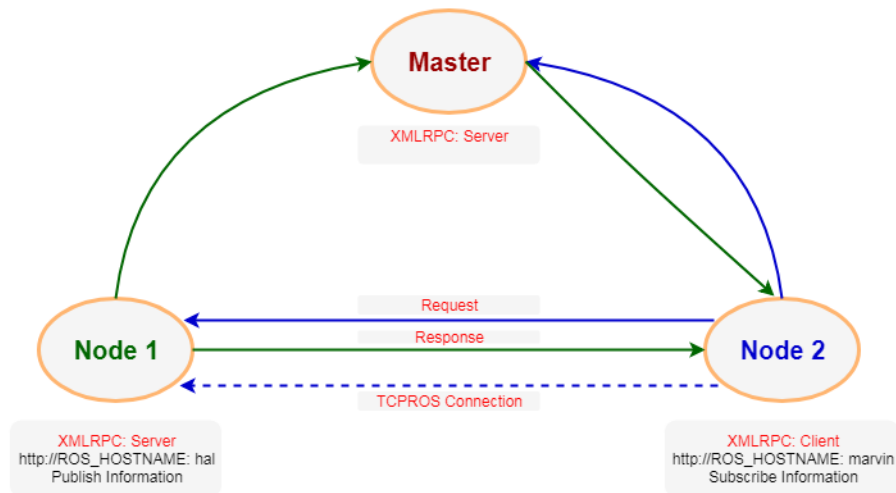 Master
XMLRPC: Server
Request
Response
Node 1
Node 2
TCPROS Connection
XMLRPC: Server
http://ROS_HOSTNAME: hal
Publish Information
XMLRPC: Client
http://ROS_HOSTNAME: marvin
Subscribe Information